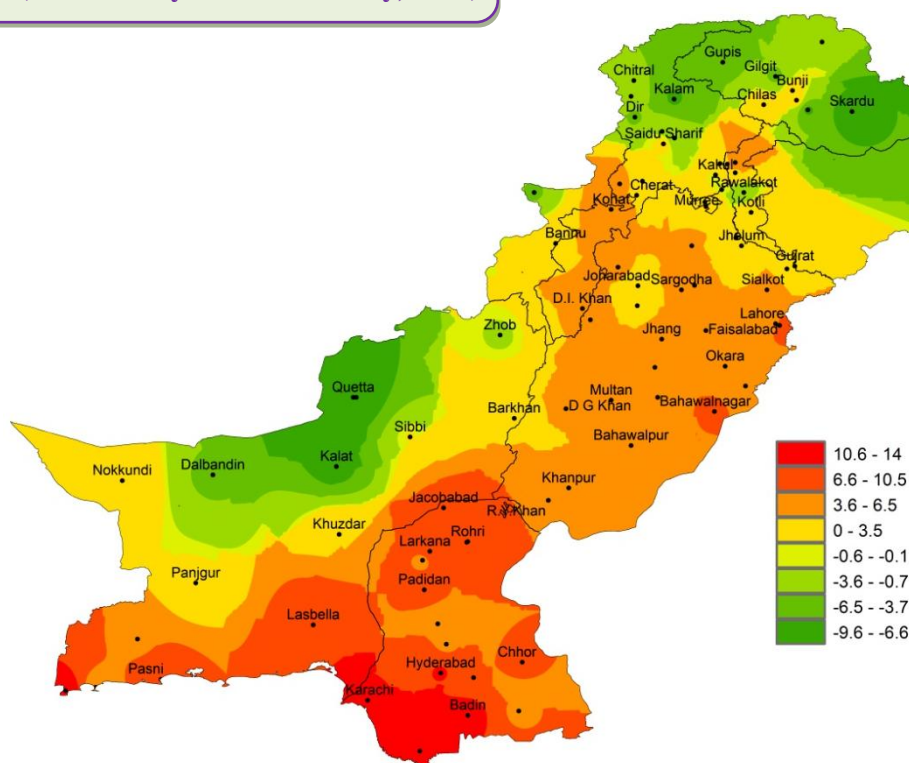 Gupis
Chitral
Gilgit
Bunji
Kalam
Chilas
Skardu
Dir
Saidu Sharif
Kakul
Cherat
Rawalakot
Kohat
Murree
Kotli
Bannu
Jhelum
Gujrat
Joharabad
Sargodha
Sialkot
D.I. Khan
Lahore
Zhob
Jhang
Faisalabad
Okara
Quetta
Multan
Barkhan
D G Khan
Bahawalnagar
Sibbi
Bahawalpur
Nokkundi
Dalbandin
Kalat
Khanpur
Jacobabad
R.Y.Khan
Khuzdar
Rohri
Larkana
Panjgur
Padidan
Lasbella
Chhor
Pasni
Hyderabad
Karachi
Badin
10.6 - 14
6.6 - 10.5
3.6 - 6.5
0 - 3.5
-0.6 - -0.1
-3.6 - -0.7
-6.5 - -3.7
-9.6 - -6.6